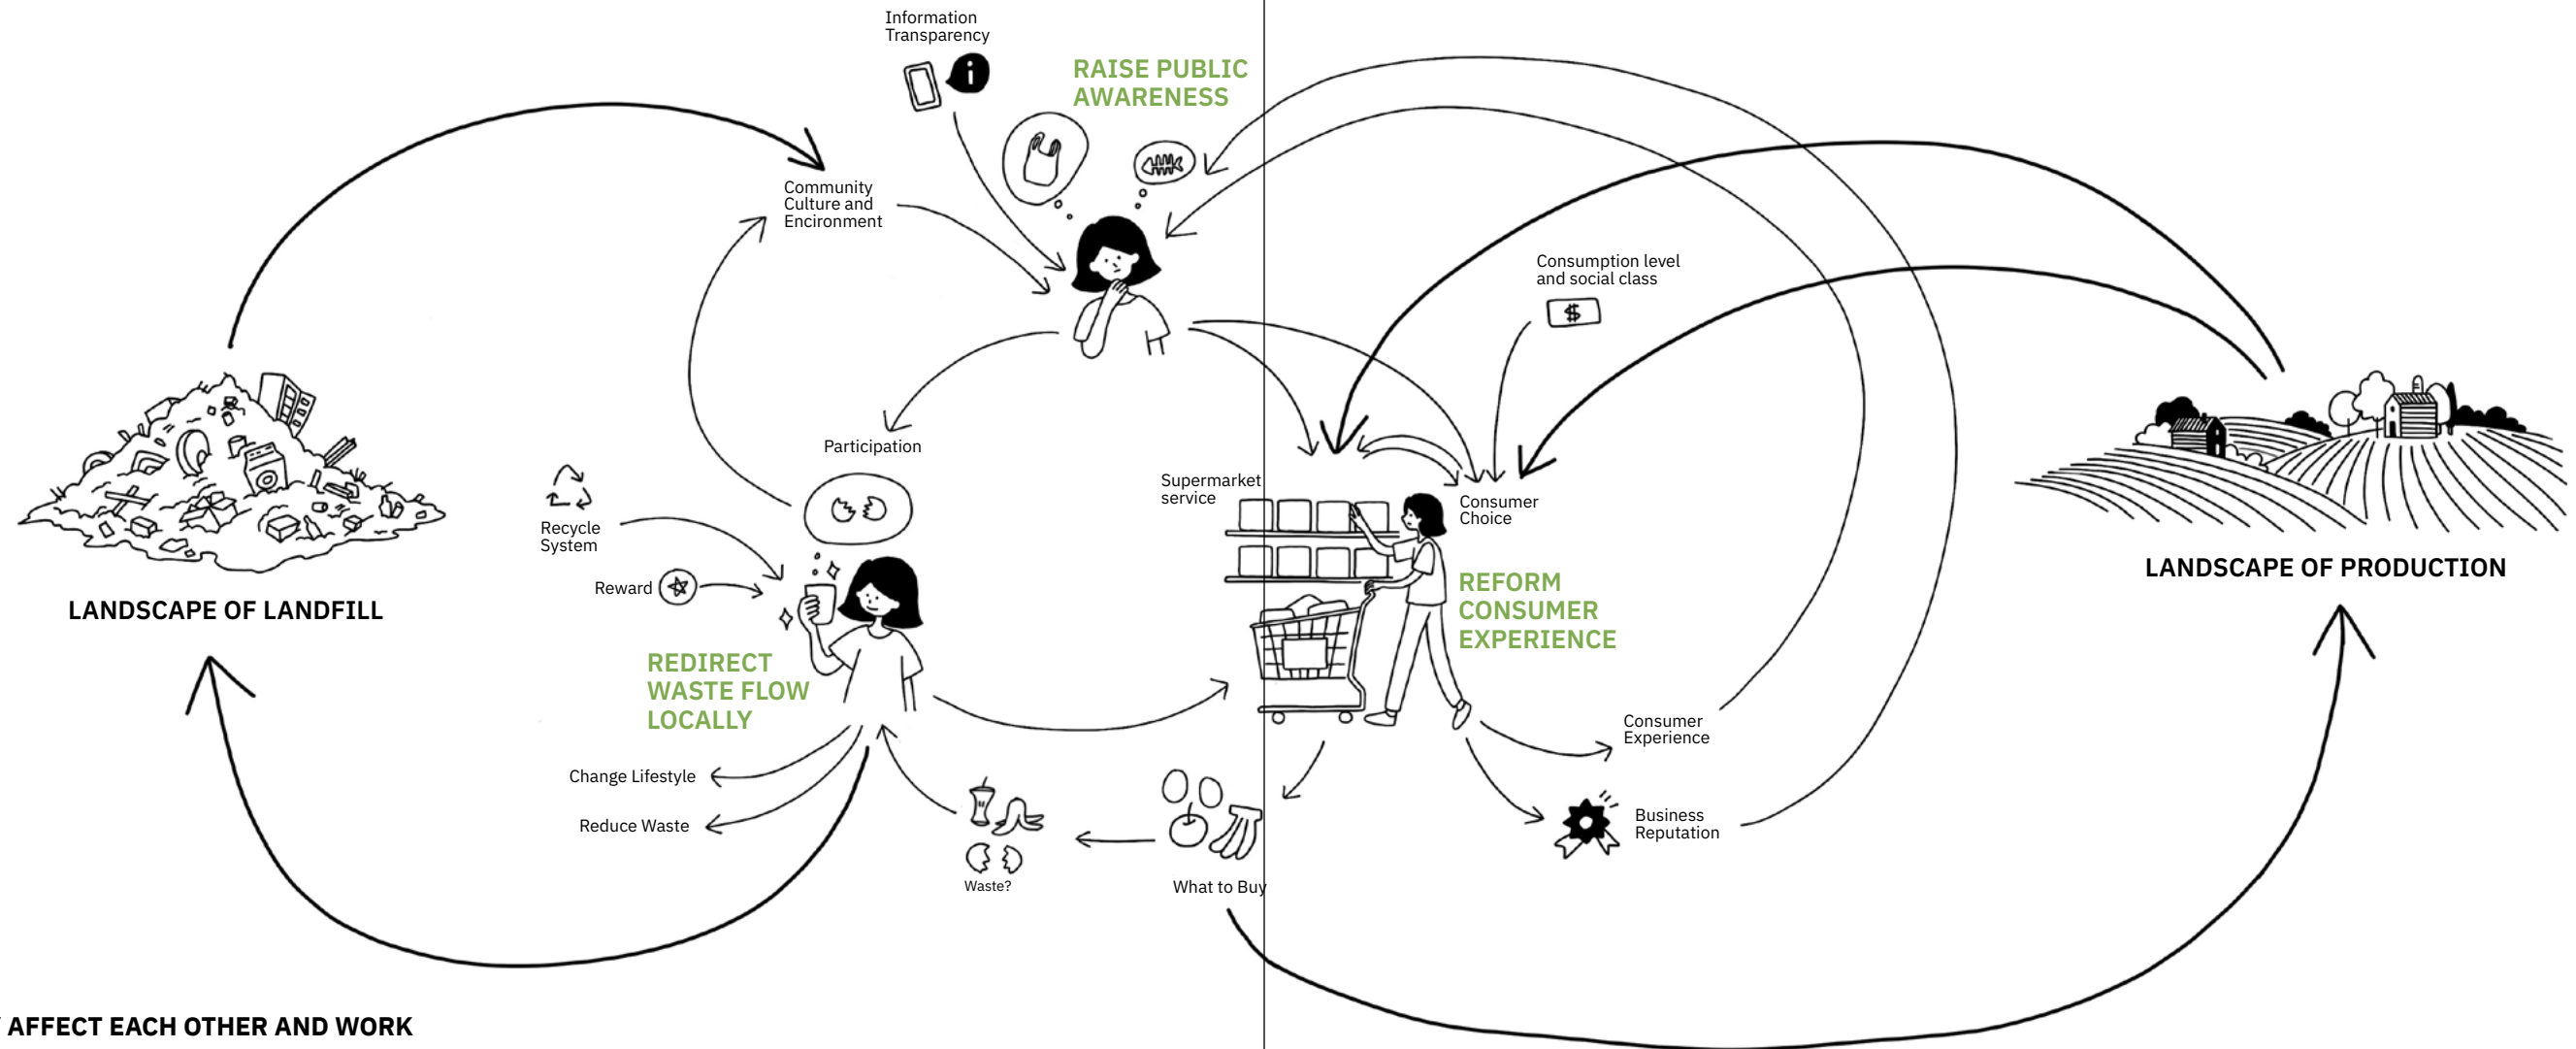 Information
Transparency
RAISE PUBLIC
AWARENESS
Community
Culture and
Encironment
Consumption level
and social class
$
Participation
Supermarket
service
Consumer
Choice
Recycle
System
Reward
LANDSCAPE OF LANDFILL
LANDSCAPE OF PRODUCTION
REFORM
CONSUMER
EXPERIENCE
REDIRECT
WASTE FLOW
LOCALLY
Consumer
Experience
Change Lifestyle
Reduce Waste
Business
Reputation
Waste?
What to Buy
AFFECT EACH OTHER AND WORK